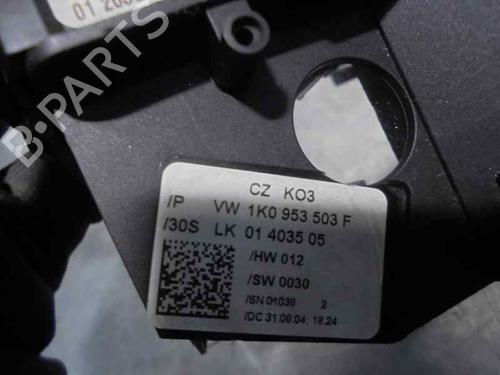 B-PARTS
CZ KO3
/P VW 1K0 953 503 F
/30S LK 01 4035 05
/HW 012
/SW 0030
/SN 01038 2
/DC 31.08.04; 18.24